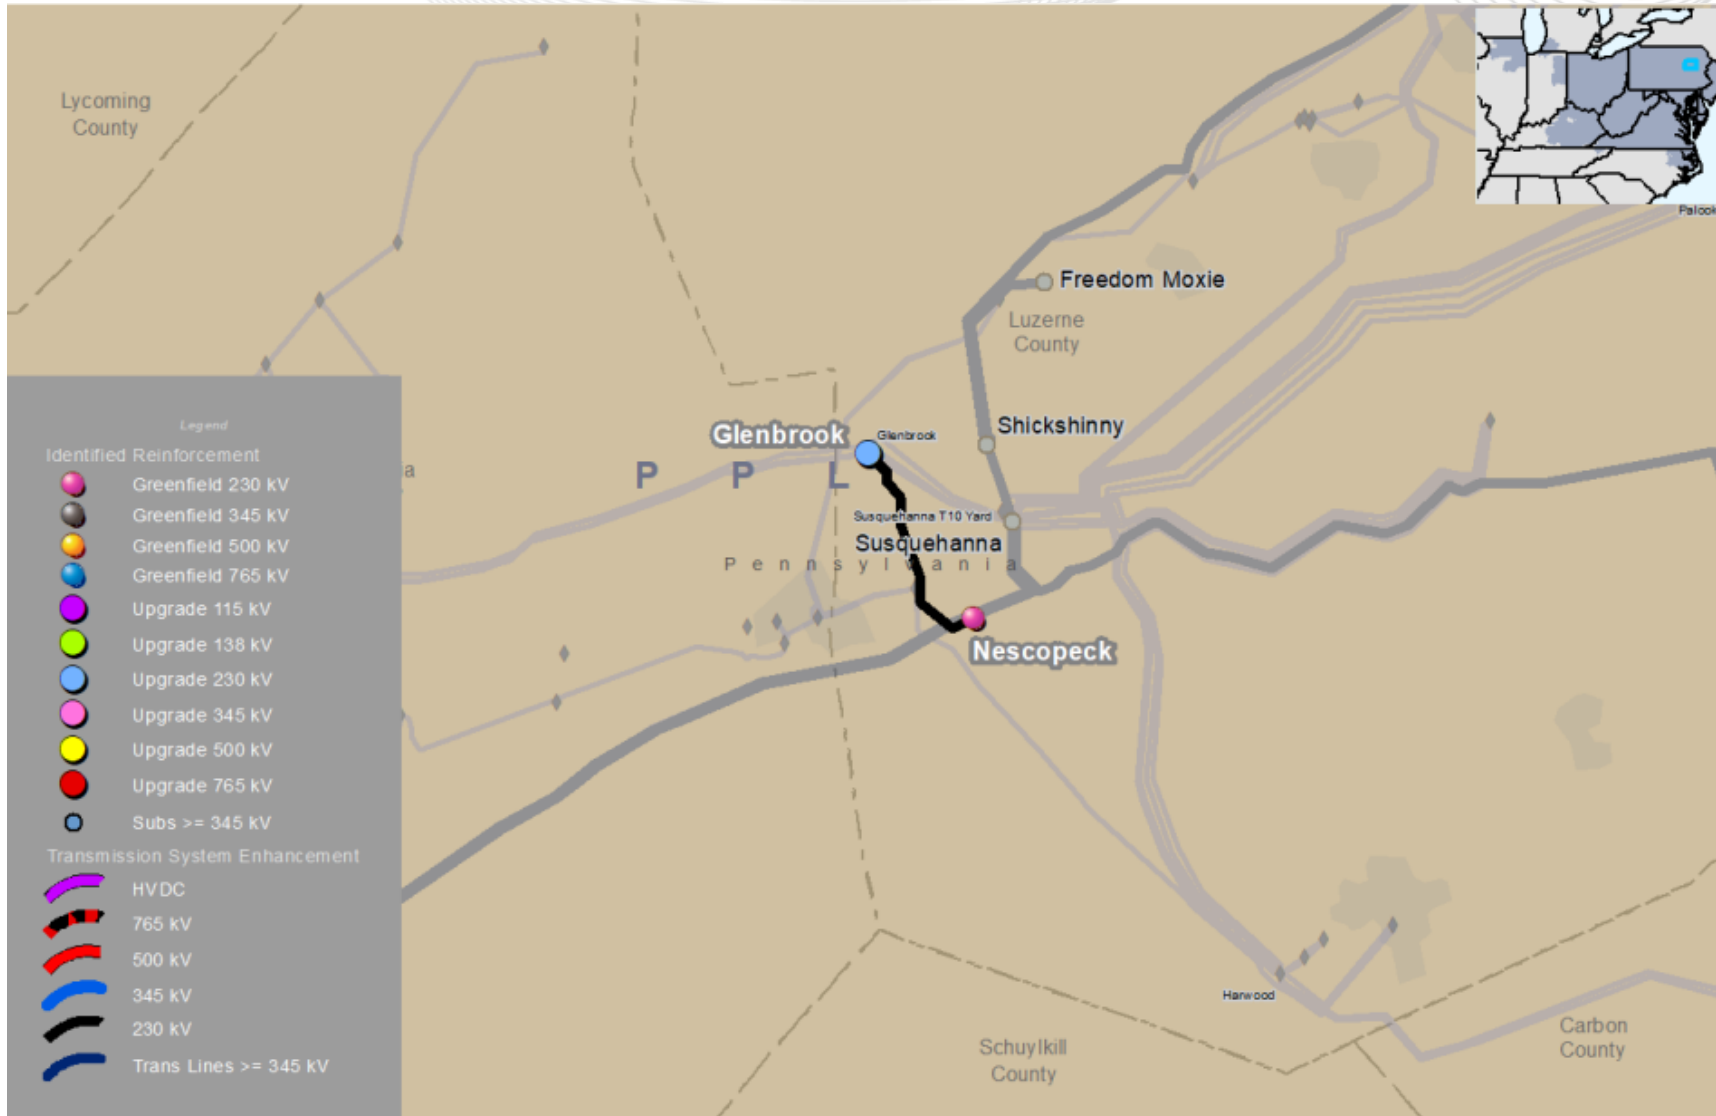 Lycoming
County
Palook
Freedom Moxie
Luzerne
County
Glenbrook
Glenbrook
Shickshinny
P P L
Susquehanna T10 Yard
Susquehanna
Pennsylvania
Nescopeck
Harwood
Schuylkill
County
Carbon
County
ia
Legend
Identified Reinforcement
Greenfield 230 kV
Greenfield 345 kV
Greenfield 500 kV
Greenfield 765 kV
Upgrade 115 kV
Upgrade 138 kV
Upgrade 230 kV
Upgrade 345 kV
Upgrade 500 kV
Upgrade 765 kV
Subs >= 345 kV
Transmission System Enhancement
HVDC
765 kV
500 kV
345 kV
230 kV
Trans Lines >= 345 kV